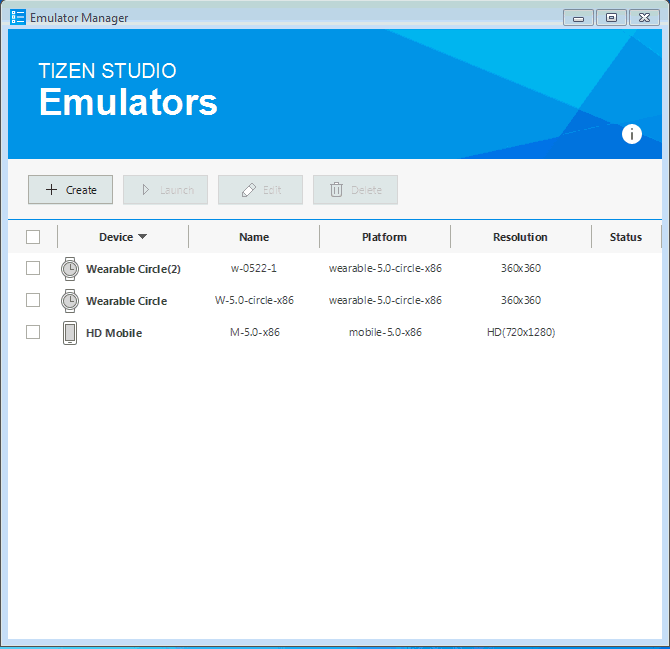 Emulator Manager
TIZEN STUDIO
Emulators
Create Launch Edit Delete
Device Name Platform Resolution Status
Wearable Circle(2) w-0522-1 wearable-5.0-circle-x86 360x360
Wearable Circle W-5.0-circle-x86 wearable-5.0-circle-x86 360x360
HD Mobile M-5.0-x86 mobile-5.0-x86 HD(720x1280)